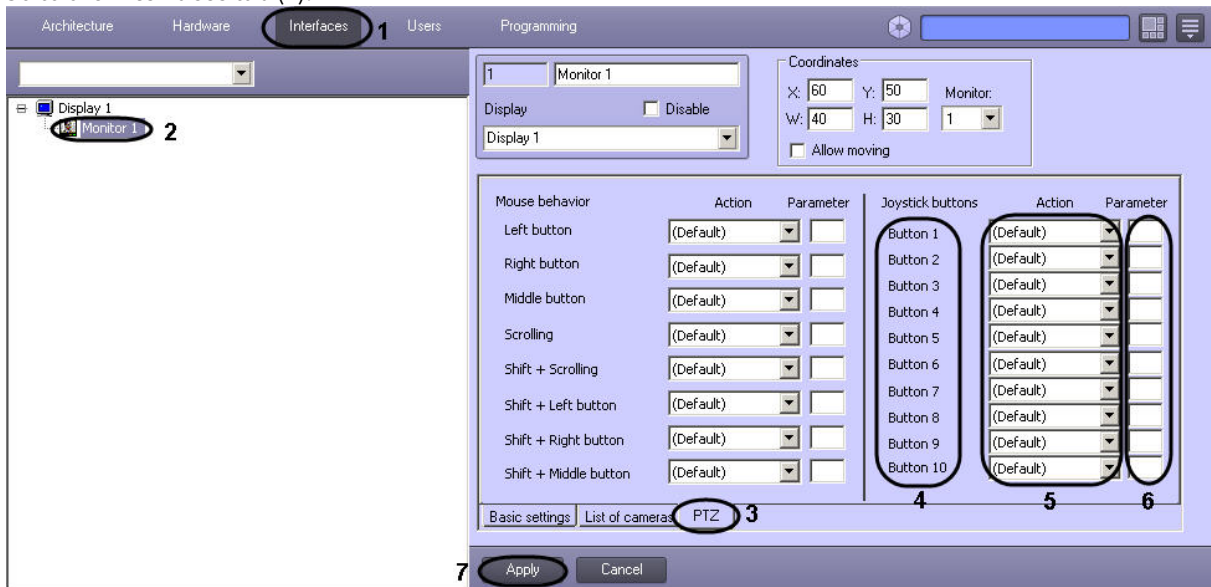 Architecture Hardware Interfaces 1 Users Programming
Display 1
Monitor 1 2
1 Monitor 1
Display Disable
Display 1
Coordinates
X: 60 Y: 50 Monitor:
W: 40 H: 30 1
Allow moving
Mouse behavior Action Parameter
Left button (Default)
Right button (Default)
Middle button (Default)
Scrolling (Default)
Shift + Scrolling (Default)
Shift + Left button (Default)
Shift + Right button (Default)
Shift + Middle button (Default)
Joystick buttons Action Parameter
Button 1 (Default)
Button 2 (Default)
Button 3 (Default)
Button 4 (Default)
Button 5 (Default)
Button 6 (Default)
Button 7 (Default)
Button 8 (Default)
Button 9 (Default)
Button 10 (Default)
4 5 6
Basic settings List of cameras PTZ 3
7 Apply Cancel